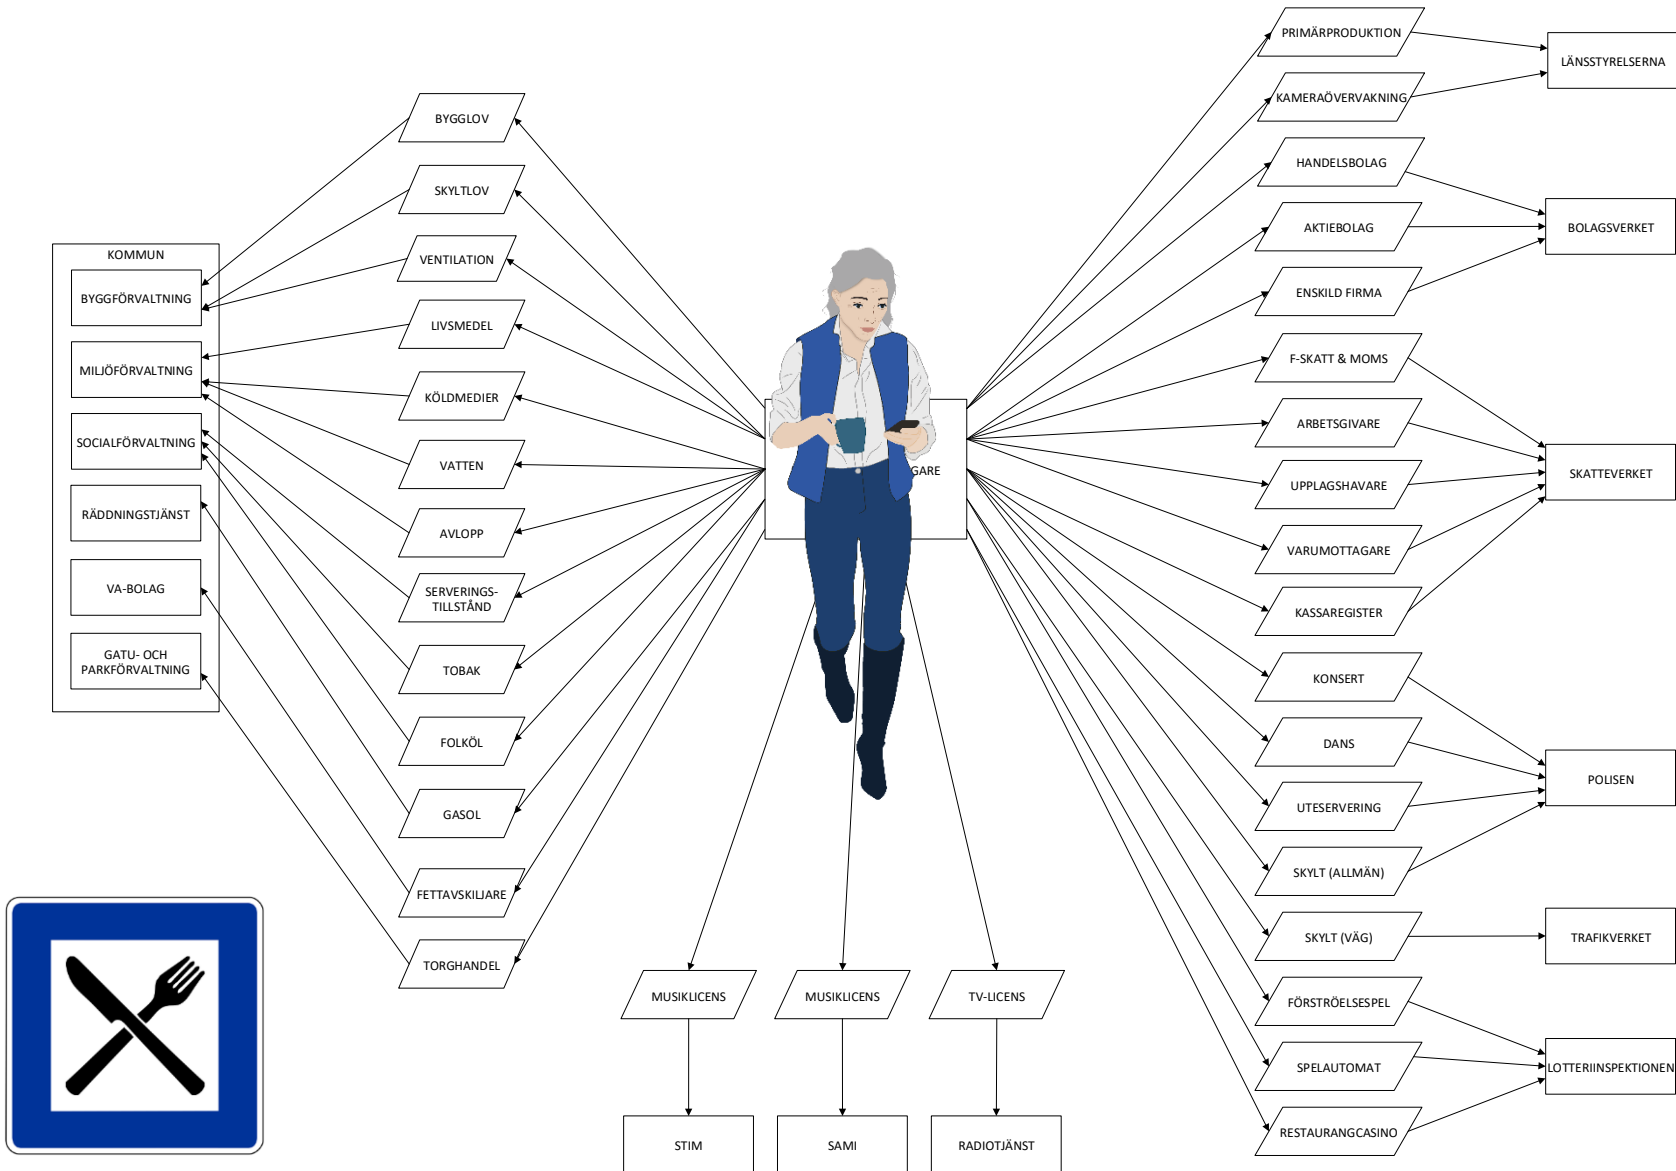 KOMMUN
BYGGFÖRVALTNING
MILJÖFÖRVALTNING
SOCIALFÖRVALTNING
RÄDDNINGSTJÄNST
VA-BOLAG
GATU- OCH
PARKFÖRVALTNING
BYGGLOV
SKYLTLOV
VENTILATION
LIVSMEDEL
KÖLDMEDIER
VATTEN
AVLOPP
SERVERINGS-
TILLSTÅND
TOBAK
FOLKÖL
GASOL
FETTAVSKILJARE
TORGHANDEL
GARE
MUSIKLICENS
MUSIKLICENS
TV-LICENS
STIM
SAMI
RADIOTJÄNST
PRIMÄRPRODUKTION
KAMERAÖVERVAKNING
HANDELSBOLAG
AKTIEBOLAG
ENSKILD FIRMA
F-SKATT & MOMS
ARBETSGIVARE
UPPLAGSHAVARE
VARUMOTTAGARE
KASSAREGISTER
KONSERT
DANS
UTESERVERING
SKYLT (ALLMÄN)
SKYLT (VÄG)
FÖRSTRÖELSESPEL
SPELAUTOMAT
RESTAURANGCASINO
LÄNSSTYRELSERNA
BOLAGSVERKET
SKATTEVERKET
POLISEN
TRAFIKVERKET
LOTTERIINSPEKTIONEN